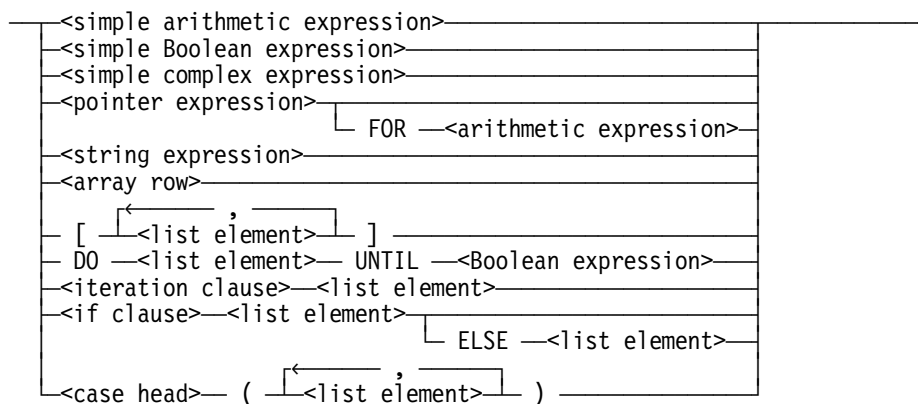 <simple arithmetic expression>
<simple Boolean expression>
<simple complex expression>
<pointer expression>
FOR <arithmetic expression>
<string expression>
<array row>
,
[ <list element> ]
DO <list element> UNTIL <Boolean expression>
<iteration clause> <list element>
<if clause> <list element>
ELSE <list element>
,
<case head> ( <list element> )